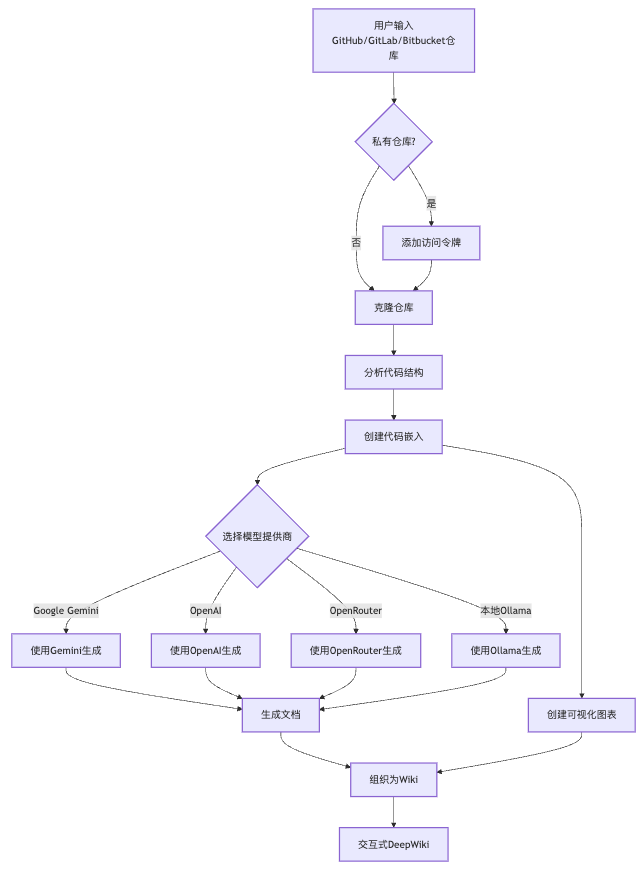 用户输入
GitHub/GitLab/Bitbucket仓
库
私有仓库?
是
否
添加访问令牌
克隆仓库
分析代码结构
创建代码嵌入
选择模型提供商
Google Gemini
OpenAI
OpenRouter
本地Ollama
使用Gemini生成
使用OpenAI生成
使用OpenRouter生成
使用Ollama生成
生成文档
创建可视化图表
组织为Wiki
交互式DeepWiki